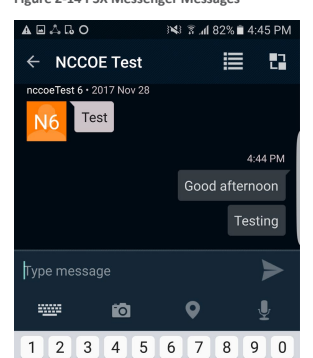 Figure 2-14 PSX Messenger Messages
82% 4:45 PM
NCCOE Test
nccoeTest 6 • 2017 Nov 28
N6
Test
4:44 PM
Good afternoon
Testing
Type message
1 2 3 4 5 6 7 8 9 0